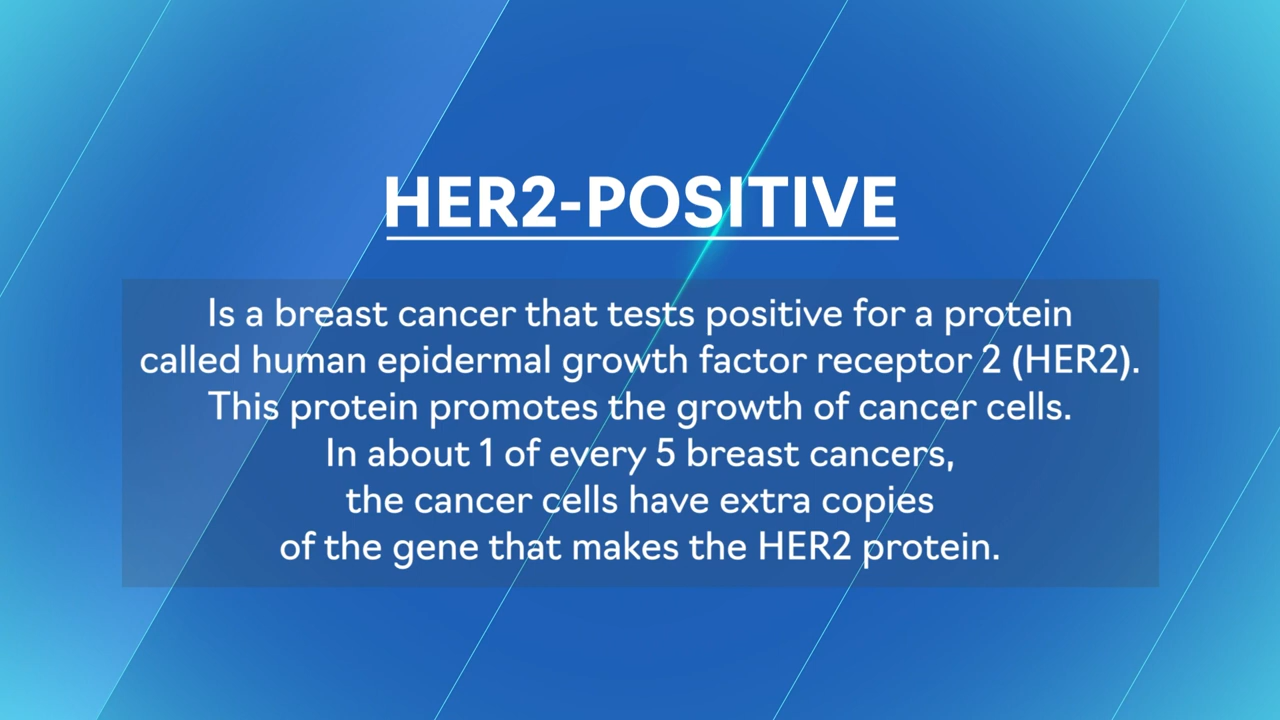 HER2-POSITIVE
Is a breast cancer that tests positive for a protein
called human epidermal growth factor receptor 2 (HER2).
This protein promotes the growth of cancer cells.
In about 1 of every 5 breast cancers,
the cancer cells have extra copies
of the gene that makes the HER2 protein.